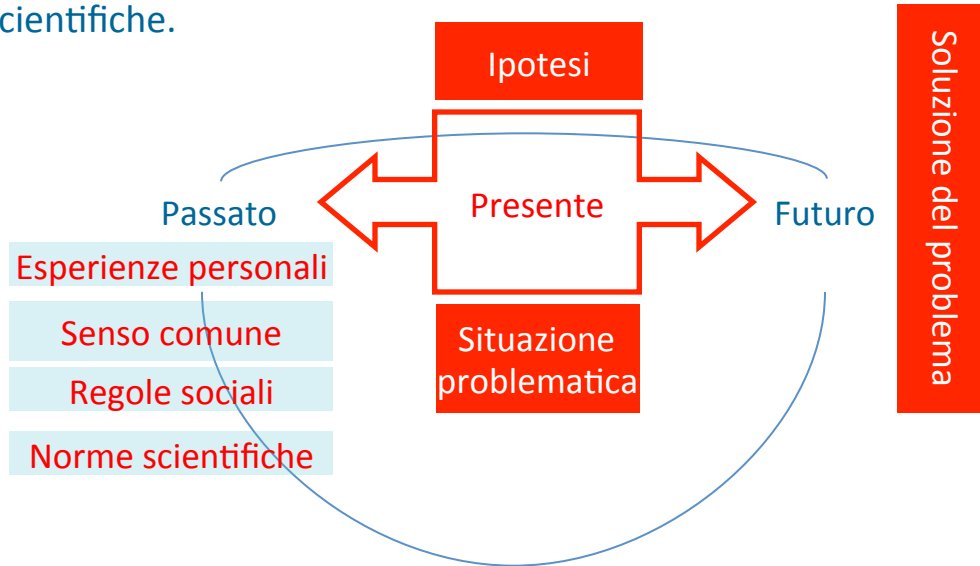 cientifiche.
Ipotesi
Passato
Presente
Futuro
Esperienze personali
Senso comune
Regole sociali
Norme scientifiche
Situazione
problematica
Soluzione del problema